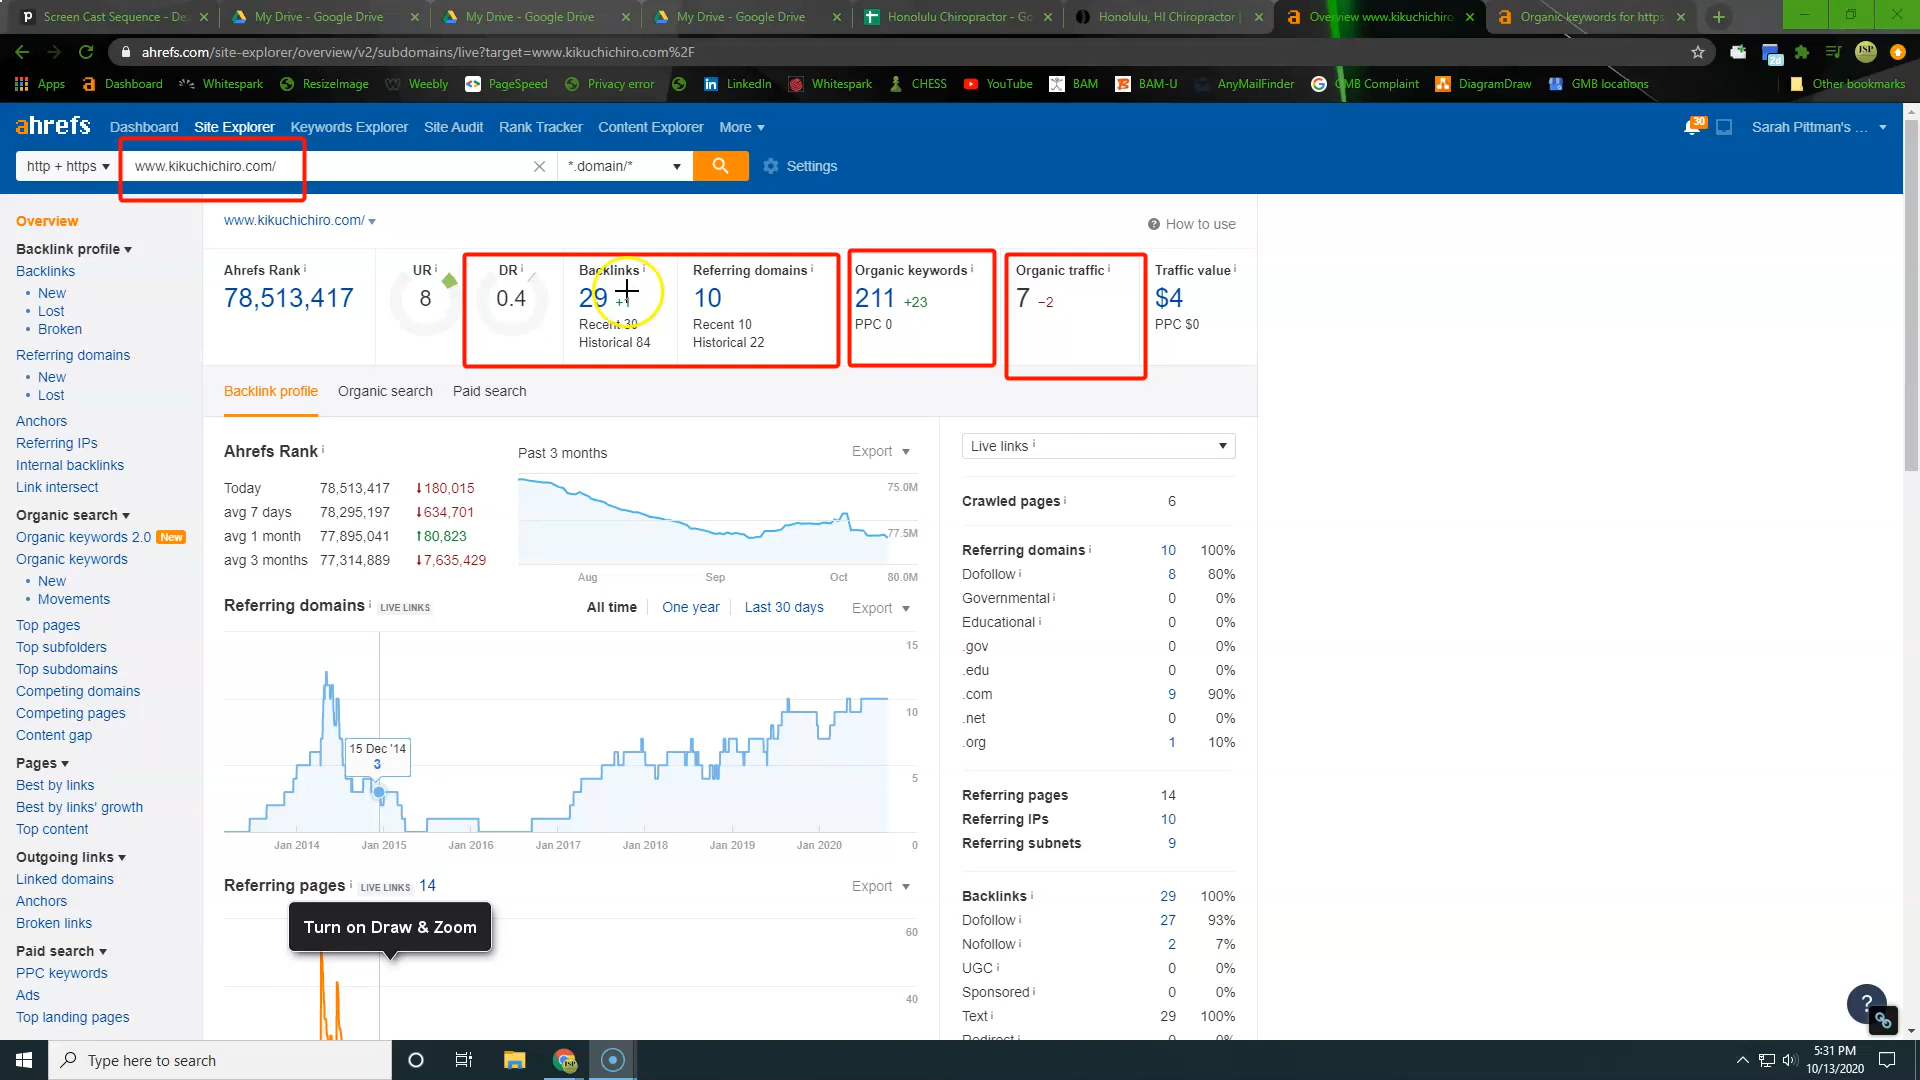 Screen Cast Sequence - De
My Drive - Google Drive
My Drive - Google Drive
My Drive - Google Drive
Honolulu Chiropractor - Go
Honolulu, HI Chiropractor
Overview www.kikuchichiro
Organic keywords for https
ahrefs.com/site-explorer/overview/v2/subdomains/live?target=www.kikuchichiro.com%2F
JSP
Apps Dashboard Whitespark ResizeImage Weebly PageSpeed Privacy error LinkedIn Whitespark CHESS YouTube BAM BAM-U AnyMailFinder GMB Complaint DiagramDraw GMB locations Other bookmarks
ahrefs Dashboard Site Explorer Keywords Explorer Site Audit Rank Tracker Content Explorer More 30 Sarah Pittman's ...
http + https www.kikuchichiro.com/ *.domain/* Settings
Overview
Backlink profile
Backlinks
• New
• Lost
• Broken
Referring domains
• New
• Lost
Anchors
Referring IPs
Internal backlinks
Link intersect
Organic search
Organic keywords 2.0 New
Organic keywords
• New
• Movements
Top pages
Top subfolders
Top subdomains
Competing domains
Competing pages
Content gap
Pages
Best by links
Best by links' growth
Top content
Outgoing links
Linked domains
Anchors
Broken links
Paid search
PPC keywords
Ads
Top landing pages
www.kikuchichiro.com/
How to use
Ahrefs Rank i
78,513,417
UR i
8
DR i
0.4
Backlinks i
29 +1
Recent 30
Historical 84
Referring domains i
10
Recent 10
Historical 22
Organic keywords i
211 +23
PPC 0
Organic traffic i
7 −2
Traffic value i
$4
PPC $0
Backlink profile Organic search Paid search
Ahrefs Rank i
Today 78,513,417 ↓180,015
avg 7 days 78,295,197 ↓634,701
avg 1 month 77,895,041 ↑80,823
avg 3 months 77,314,889 ↓7,635,429
Past 3 months Export
75.0M
77.5M
80.0M
Aug Sep Oct
Referring domains i LIVE LINKS All time One year Last 30 days Export
15
10
5
0
15 Dec '14
3
Jan 2014 Jan 2015 Jan 2016 Jan 2017 Jan 2018 Jan 2019 Jan 2020
Referring pages i LIVE LINKS 14 Export
60
40
Turn on Draw & Zoom
Live links i
Crawled pages i 6
Referring domains i 10 100%
Dofollow i 8 80%
Governmental i 0 0%
Educational i 0 0%
.gov 0 0%
.edu 0 0%
.com 9 90%
.net 0 0%
.org 1 10%
Referring pages 14
Referring IPs 10
Referring subnets 9
Backlinks i 29 100%
Dofollow i 27 93%
Nofollow i 2 7%
UGC i 0 0%
Sponsored i 0 0%
Text i 29 100%
Redirect i 0 0%
?
Type here to search
JSP
5:31 PM
10/13/2020